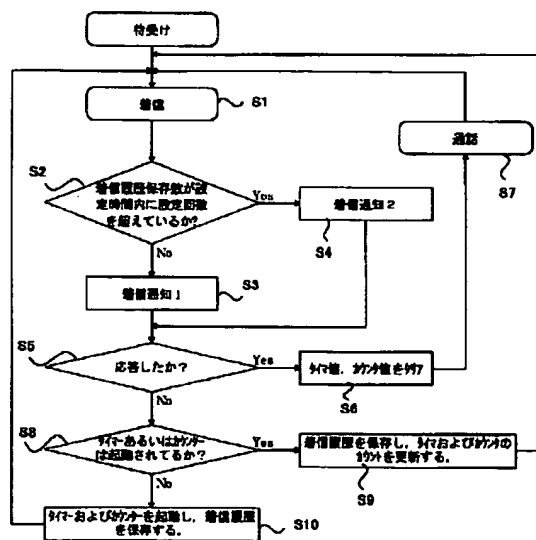 待受け
着信
S1
S2
着信履歴保存数が設
定時間内に設定回数
を超えているか?
Yes
着信通知2
S4
通話
S7
No
着信通知1
S3
S5
応答したか?
Yes
タイマ値，カウンタ値をクリア
S6
No
S8
タイマーあるいはカウンター
は起動されてるか?
Yes
着信履歴を保存し，タイマおよびカウンタの
カウントを更新する。
S9
No
タイマーおよびカウンターを起動し，着信履歴
を保存する。
S10